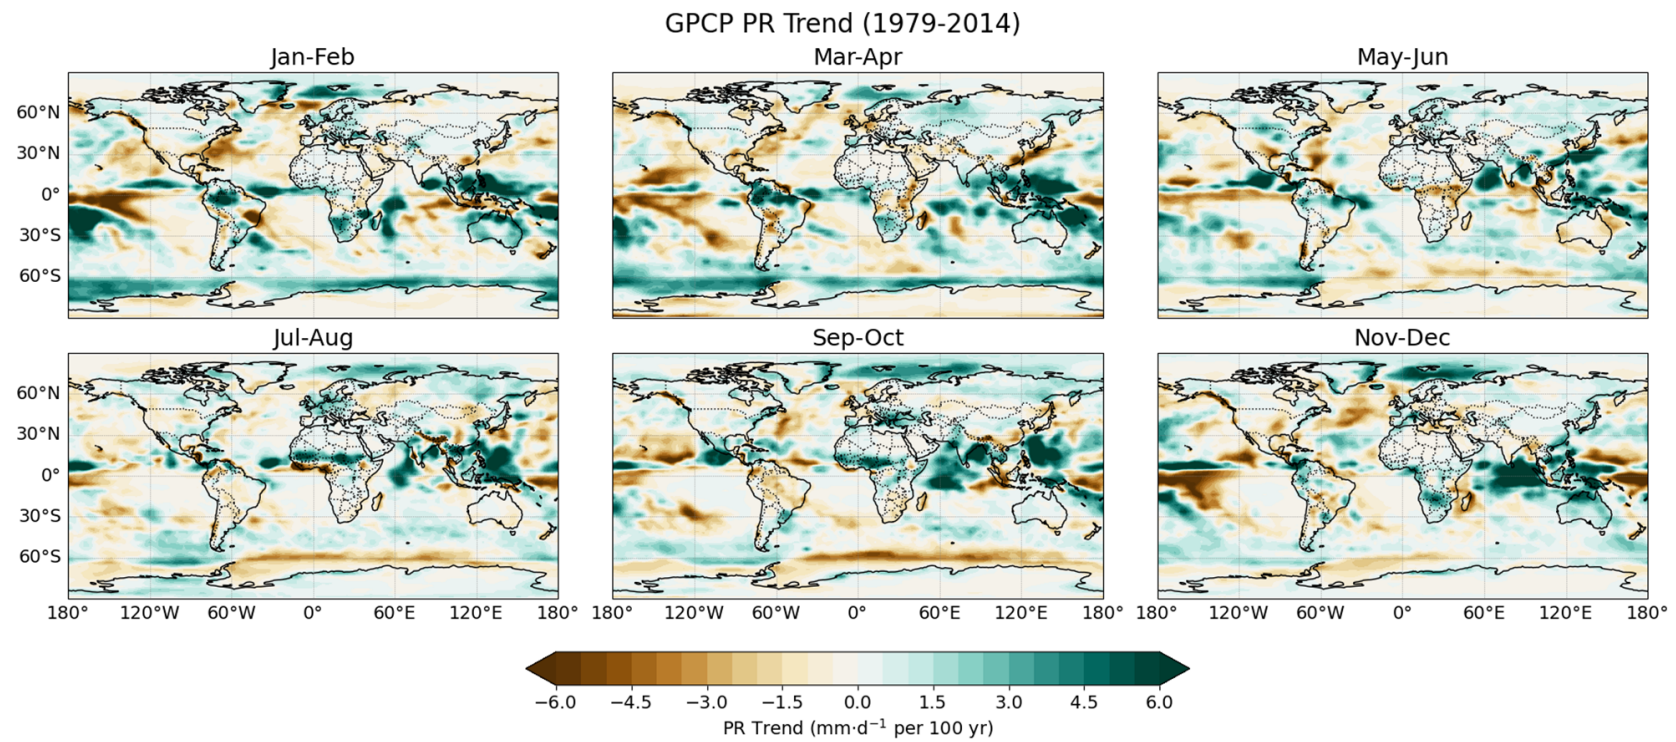 GPCP PR Trend (1979-2014)
Jan-Feb
Mar-Apr
May-Jun
60°N
30°N
0°
30°S
60°S
Jul-Aug
Sep-Oct
Nov-Dec
60°N
30°N
0°
30°S
60°S
180° 120°W 60°W 0° 60°E 120°E 180° 180° 120°W 60°W 0° 60°E 120°E 180° 180° 120°W 60°W 0° 60°E 120°E 180°
−6.0 −4.5 −3.0 −1.5 0.0 1.5 3.0 4.5 6.0
PR Trend (mm·d⁻¹ per 100 yr)